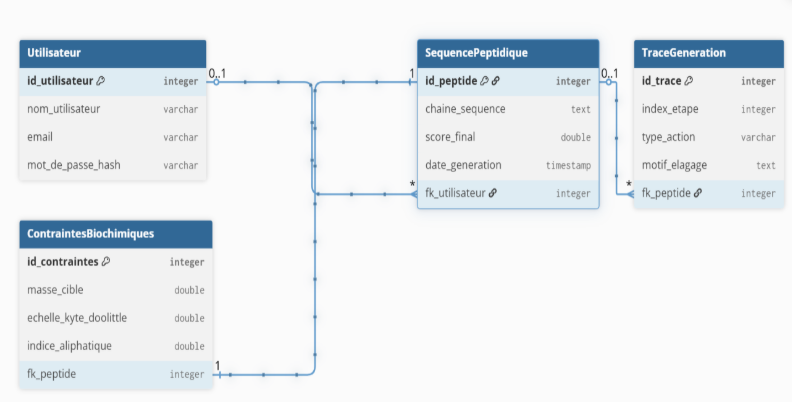 Utilisateur
id_utilisateur integer
nom_utilisateur varchar
email varchar
mot_de_passe_hash varchar
0..1
ContraintesBiochimiques
id_contraintes integer
masse_cible double
echelle_kyte_doolittle double
indice_aliphatique double
fk_peptide integer
1
1
*
SequencePeptidique
id_peptide integer
chaine_sequence text
score_final double
date_generation timestamp
fk_utilisateur integer
0..1
*
TraceGeneration
id_trace integer
index_etape integer
type_action varchar
motif_elagage text
fk_peptide integer